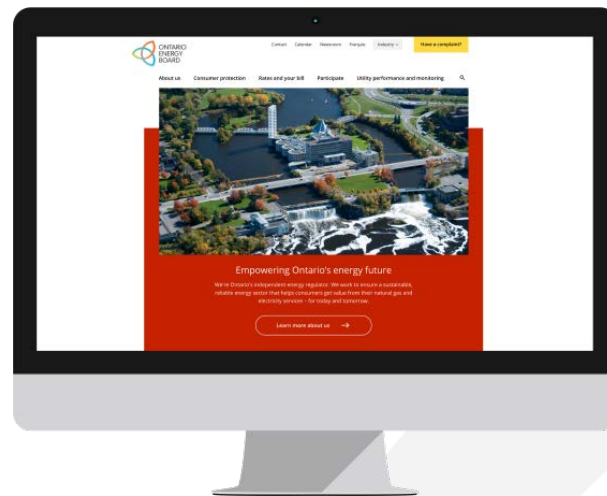 ONTARIO
ENERGY
BOARD
Contact Calendar Newsroom Français Industry Have a complaint?
About us Consumer protection Rates and your bill Participate Utility performance and monitoring
Empowering Ontario's energy future
We're Ontario's independent energy regulator. We work to ensure a sustainable,
reliable energy sector that helps consumers get value from their natural gas and
electricity services – for today and tomorrow.
Learn more about us